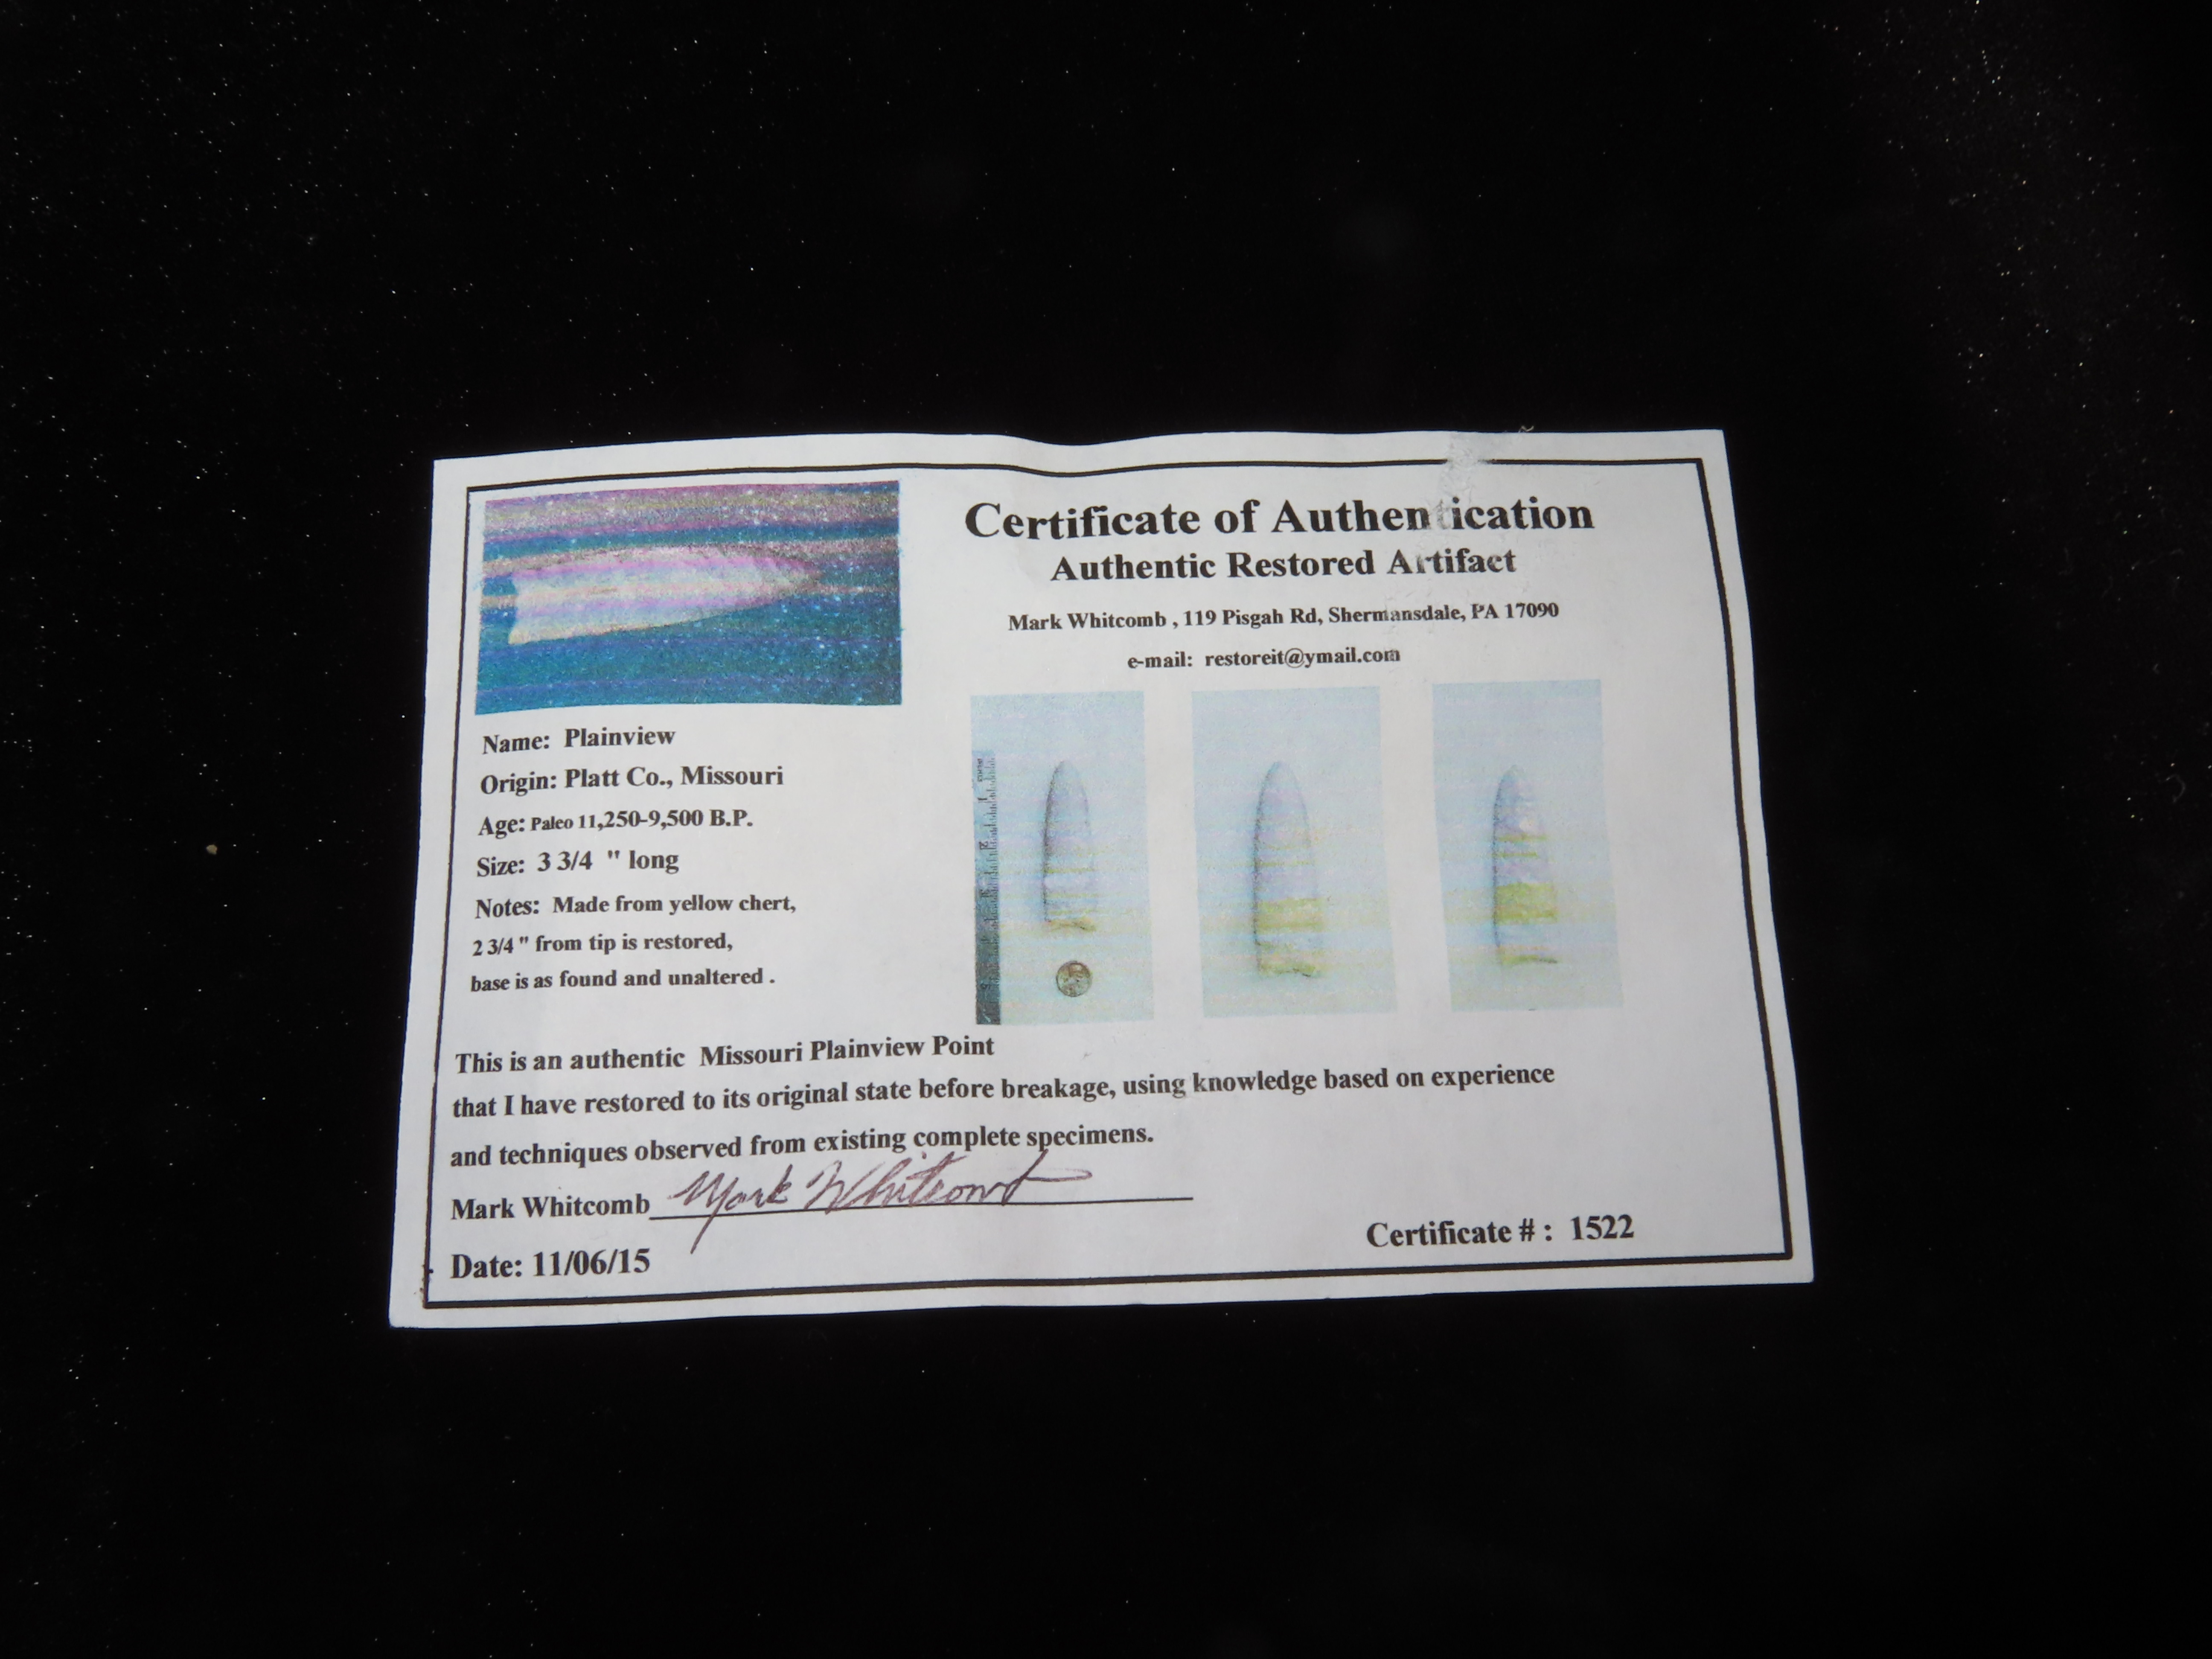 Certificate of Authentication
Authentic Restored Artifact
Mark Whitcomb , 119 Pisgah Rd, Shermansdale, PA 17090
e-mail: restoreit@ymail.com
Name: Plainview
Origin: Platt Co., Missouri
Age: Paleo 11,250-9,500 B.P.
Size: 3 3/4 " long
Notes: Made from yellow chert,
2 3/4 " from tip is restored,
base is as found and unaltered .
This is an authentic Missouri Plainview Point
that I have restored to its original state before breakage, using knowledge based on experience
and techniques observed from existing complete specimens.
Mark Whitcomb Mark Whitcomb
Date: 11/06/15
Certificate # : 1522